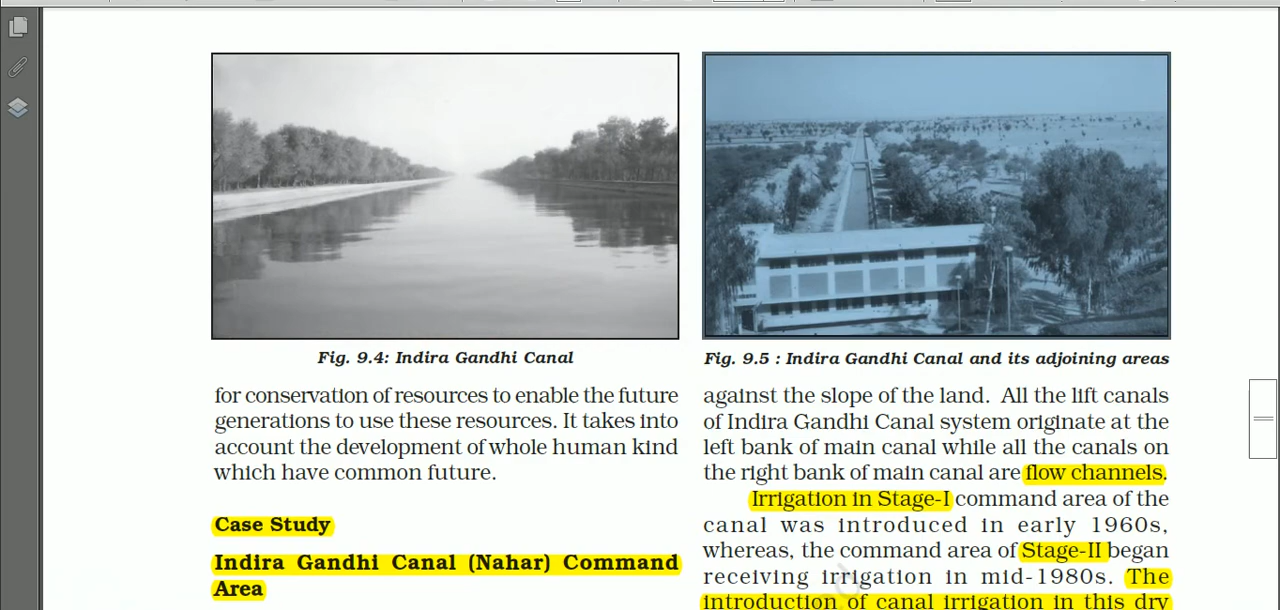 Fig. 9.4: Indira Gandhi Canal
for conservation of resources to enable the future
generations to use these resources. It takes into
account the development of whole human kind
which have common future.
Case Study
Indira Gandhi Canal (Nahar) Command
Area
Fig. 9.5 : Indira Gandhi Canal and its adjoining areas
against the slope of the land. All the lift canals
of Indira Gandhi Canal system originate at the
left bank of main canal while all the canals on
the right bank of main canal are flow channels.
Irrigation in Stage-I command area of the
canal was introduced in early 1960s,
whereas, the command area of Stage-II began
receiving irrigation in mid-1980s. The
introduction of canal irrigation in this dry